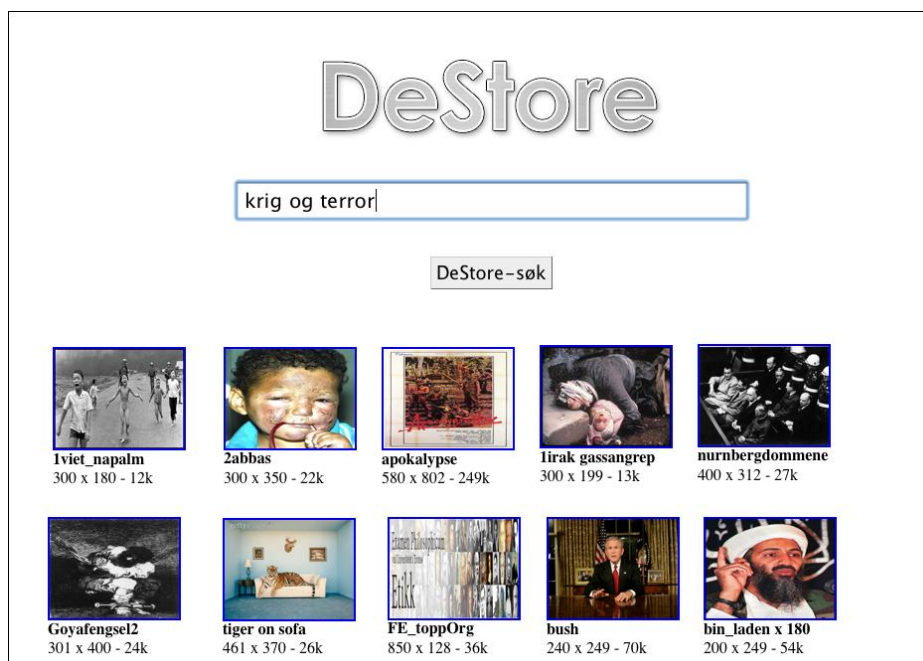 DeStore
krig og terror
DeStore-søk
1viet_napalm
300 x 180 - 12k
2abbas
300 x 350 - 22k
apokalypse
580 x 802 - 249k
1irak gassangrep
300 x 199 - 13k
nurnbergdommene
400 x 312 - 27k
Goyafengsel2
301 x 400 - 24k
tiger on sofa
461 x 370 - 26k
Erikk
FE_toppOrg
850 x 128 - 36k
bush
240 x 249 - 70k
bin_laden x 180
200 x 249 - 54k